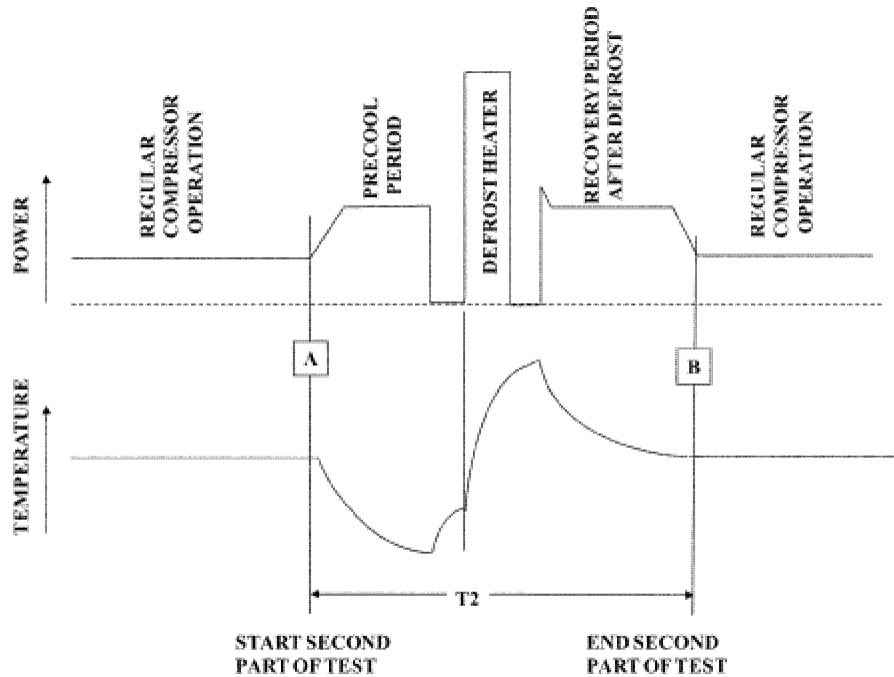 REGULAR
COMPRESSOR
OPERATION
PRECOOL
PERIOD
DEFROST HEATER
RECOVERY PERIOD
AFTER DEFROST
REGULAR
COMPRESSOR
OPERATION
POWER
A
B
TEMPERATURE
T2
START SECOND
PART OF TEST
END SECOND
PART OF TEST